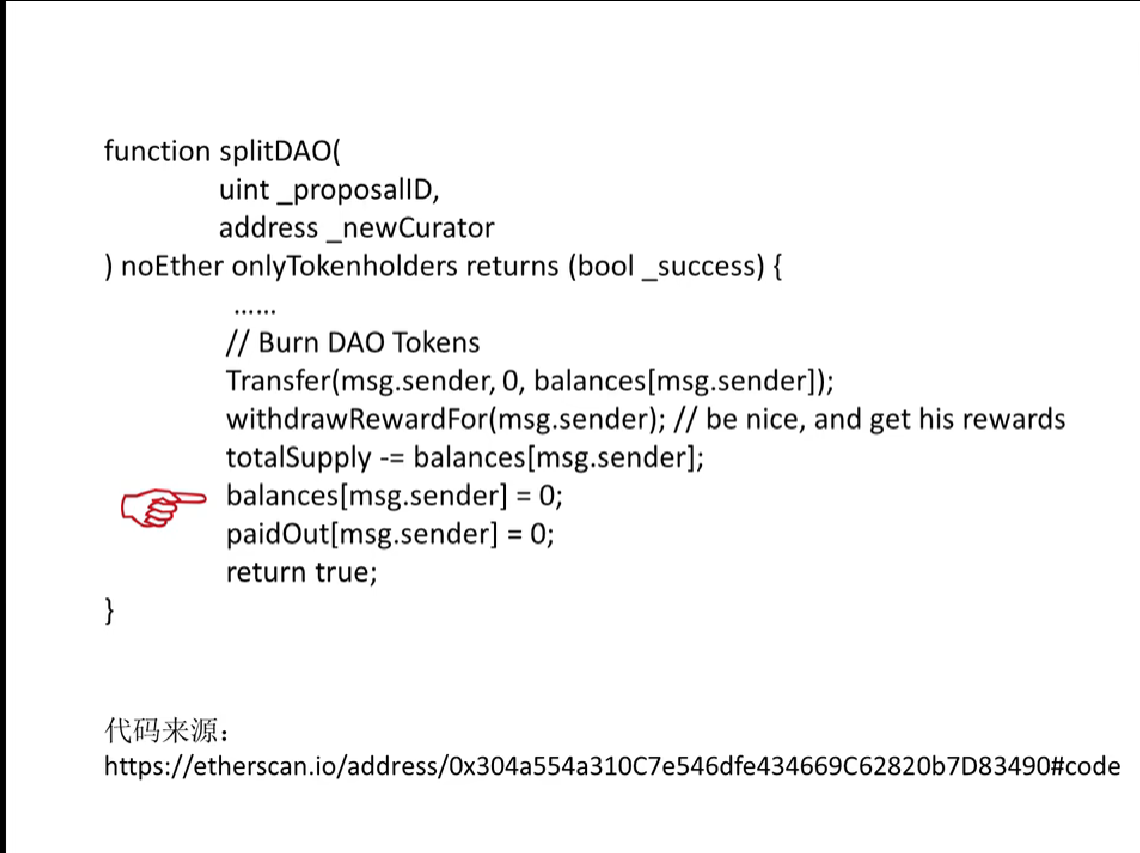 function splitDAO(
uint _proposalID,
address _newCurator
) noEther onlyTokenholders returns (bool _success) {
……
// Burn DAO Tokens
Transfer(msg.sender, 0, balances[msg.sender]);
withdrawRewardFor(msg.sender); // be nice, and get his rewards
totalSupply -= balances[msg.sender];
balances[msg.sender] = 0;
paidOut[msg.sender] = 0;
return true;
}
代码来源：
https://etherscan.io/address/0x304a554a310C7e546dfe434669C62820b7D83490#code